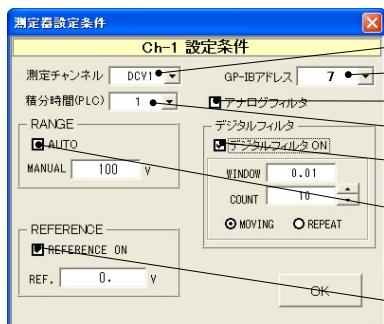 測定器設定条件
Ch-1 設定条件
測定チャンネル DCV1
GP-IBアドレス 7
積分時間(PLC) 1
アナログフィルタ
RANGE
AUTO
MANUAL 100 V
デジタルフィルタ
デジタルフィルタ ON
WINDOW 0.01
COUNT 10
MOVING REPEAT
REFERENCE
REFERENCE ON
REF. 0. V
OK